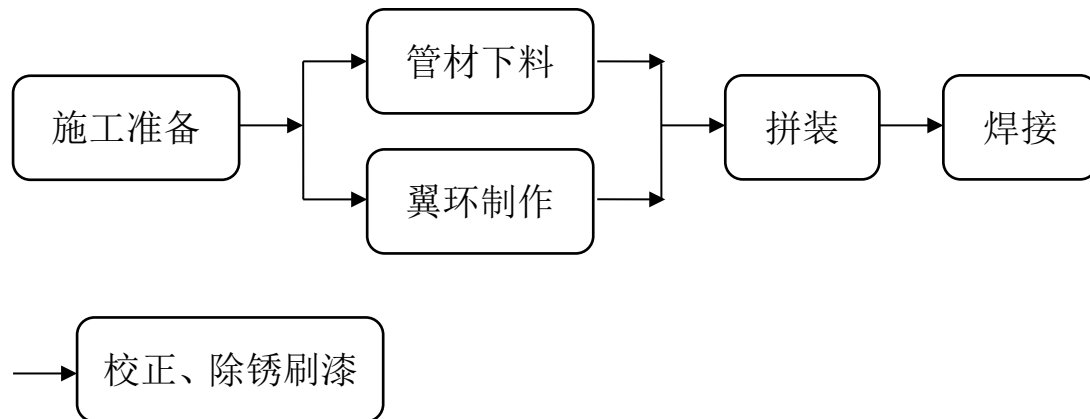 施工准备
管材下料
翼环制作
拼装
焊接
校正、除锈刷漆